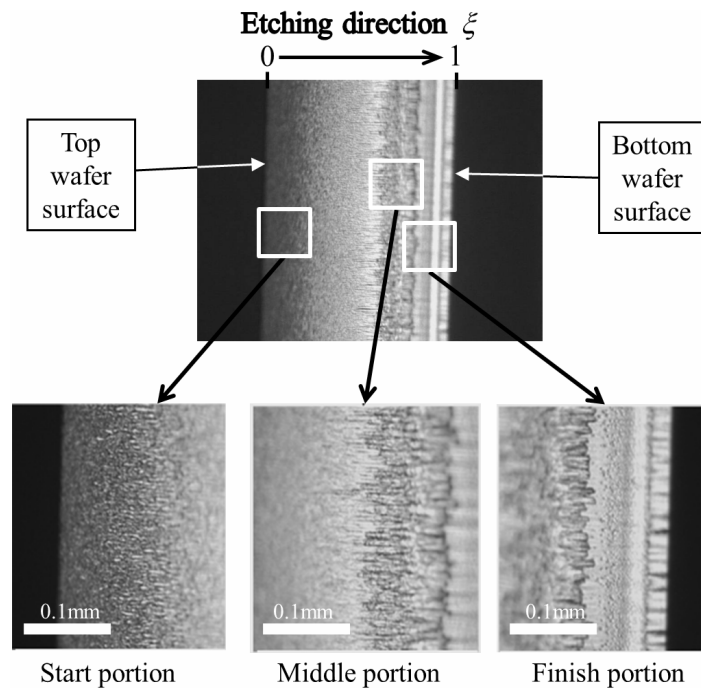 Etching direction ξ
0 1
Top
wafer
surface
Bottom
wafer
surface
0.1mm
0.1mm
0.1mm
Start portion
Middle portion
Finish portion